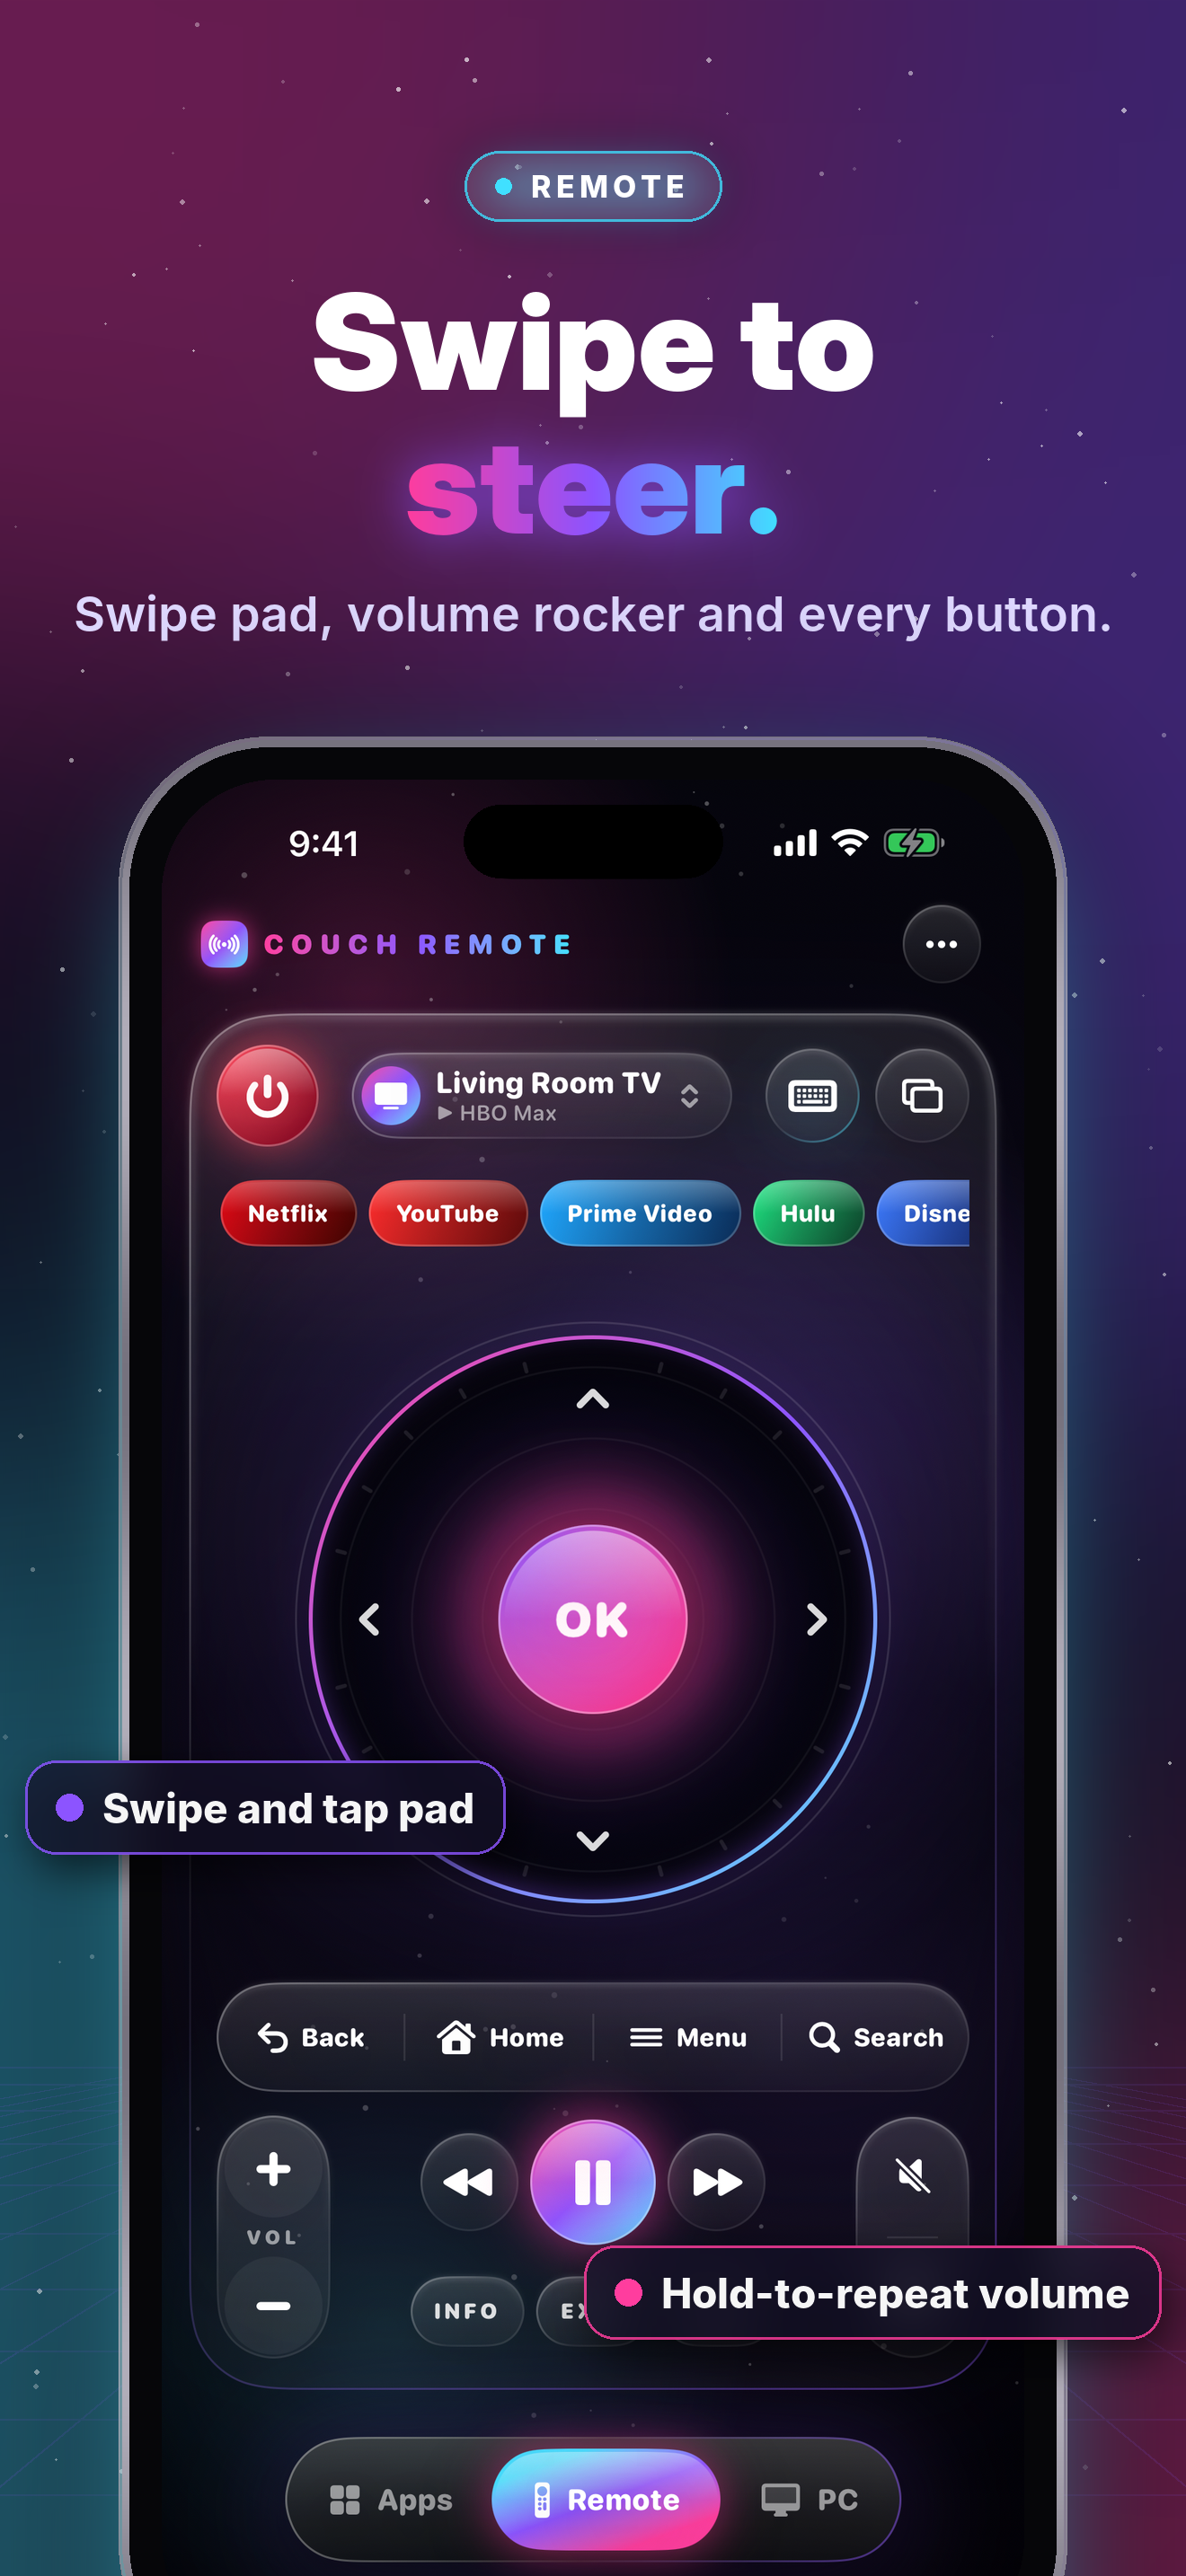 REMOTE
Swipe to
steer.
Swipe pad, volume rocker and every button.
9:41
COUCH REMOTE
Living Room TV
HBO Max
Netflix
YouTube
Prime Video
Hulu
Disne
OK
Swipe and tap pad
Back
Home
Menu
Search
VOL
INFO
Hold-to-repeat volume
Apps
Remote
PC